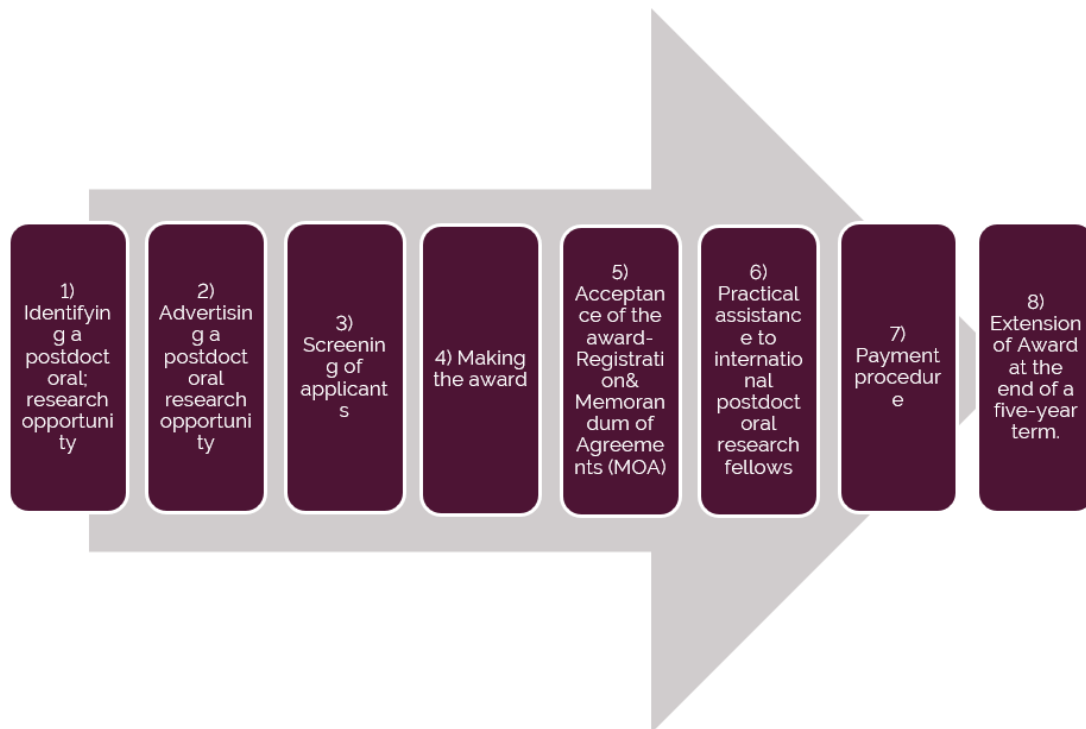 1)
Identifyin
g a
postdoct
oral;
research
opportuni
ty
2)
Advertisin
g a
postdoct
oral
research
opportuni
ty
3)
Screenin
g of
applicant
s
4) Making
the award
5)
Acceptan
ce of the
award-
Registrati
on&
Memoran
dum of
Agreeme
nts (MOA)
6)
Practical
assistanc
e to
internatio
nal
postdoct
oral
research
fellows
7)
Payment
procedur
e
8)
Extension
of Award
at the
end of a
five-year
term.